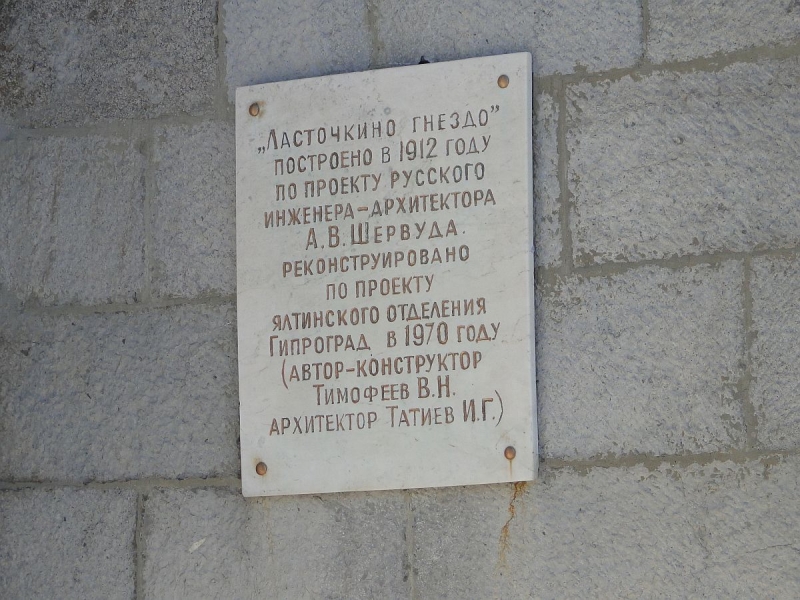 „Ласточкино гнездо”
построено в 1912 году
по проекту русского
инженера-архитектора
А.В.Шервуда.
реконструировано
по проекту
ялтинского отделения
Гипроград в 1970 году
(автор-конструктор
Тимофеев В.Н.
архитектор Татиев И.Г.)